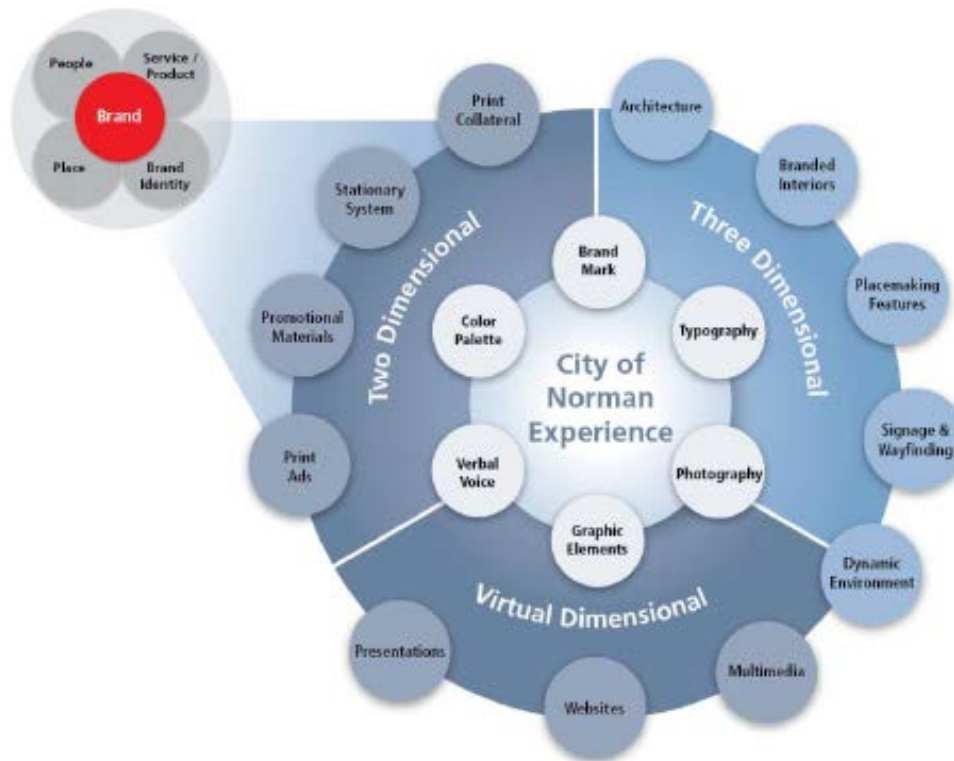 People
Service /
Product
Brand
Place
Brand
Identity
Print
Collateral
Stationary
System
Promotional
Materials
Print
Ads
Two Dimensional
Architecture
Branded
Interiors
Placemaking
Features
Signage &
Wayfinding
Dynamic
Environment
Three Dimensional
Brand
Mark
Color
Palette
Typography
City of
Norman
Experience
Verbal
Voice
Photography
Graphic
Elements
Virtual Dimensional
Presentations
Websites
Multimedia